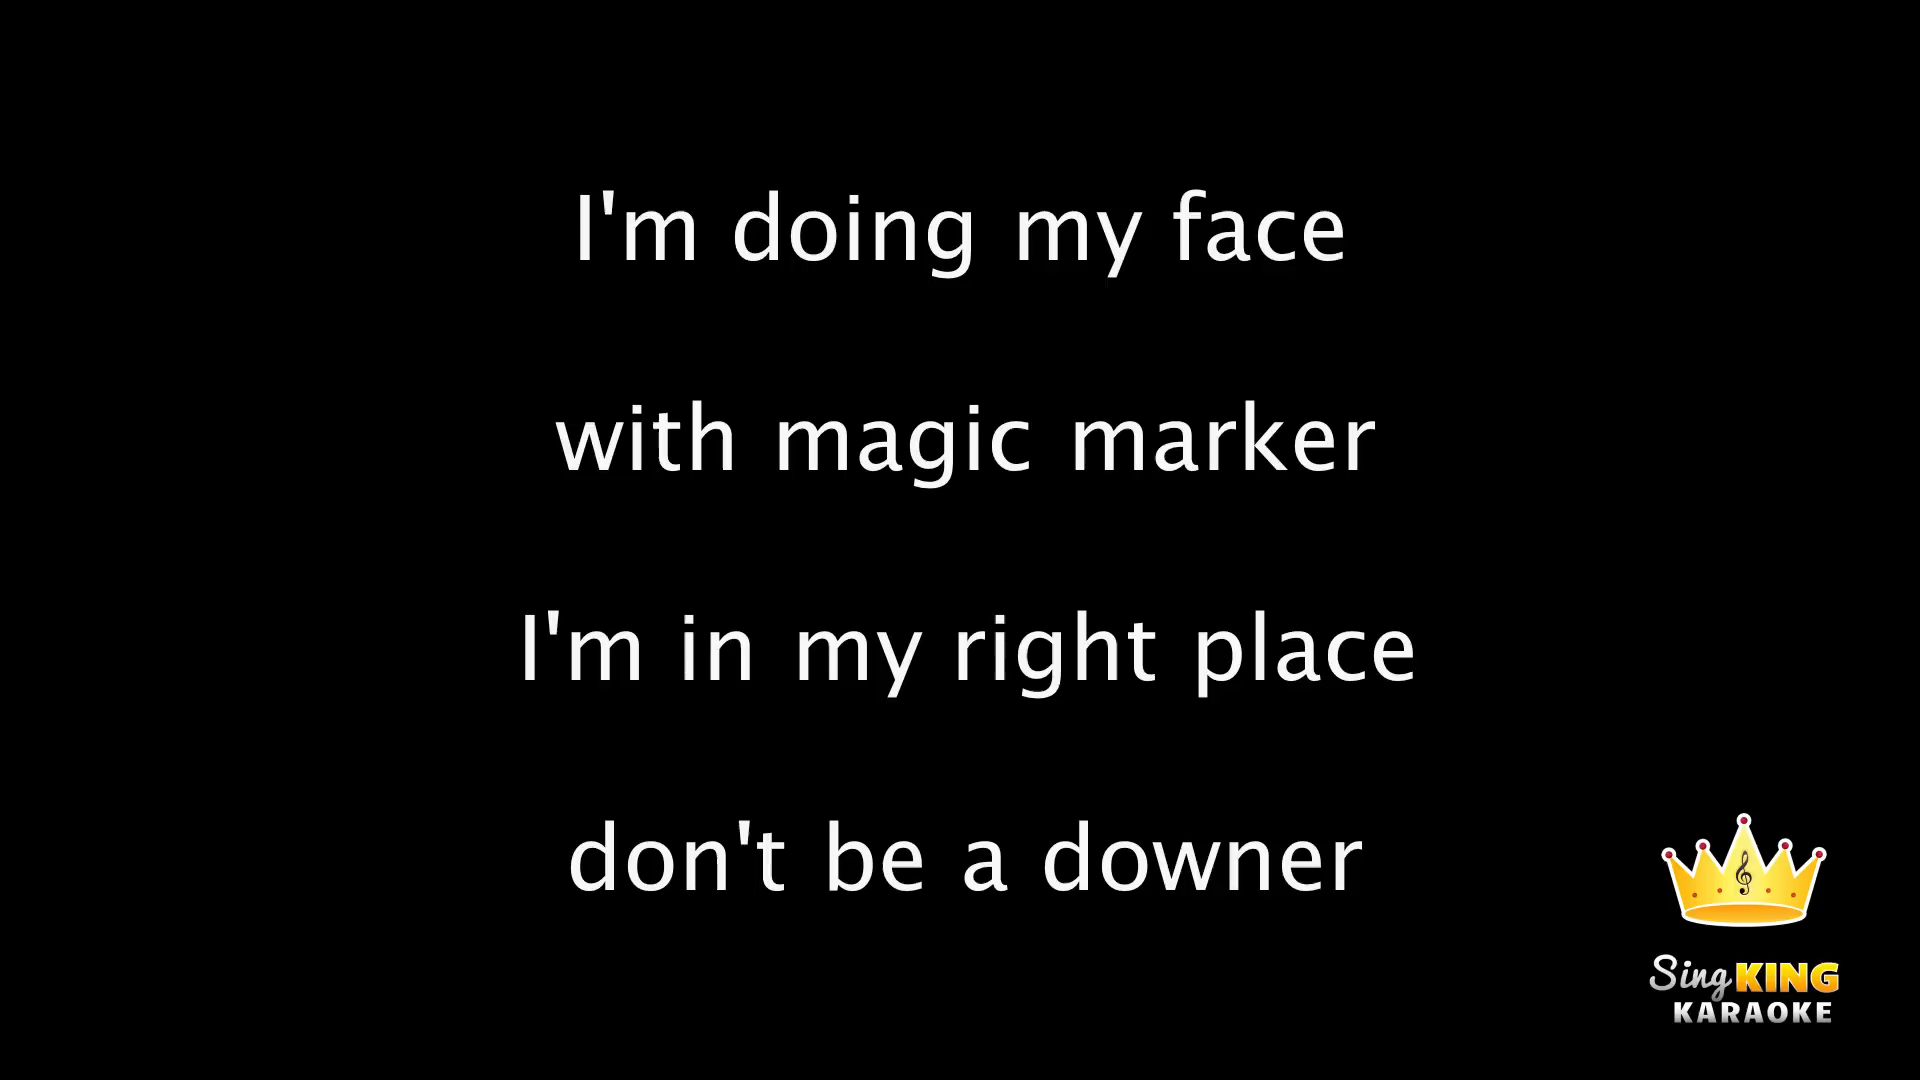 I'm doing my face
with magic marker
I'm in my right place
don't be a downer
Sing KING
KARAOKE